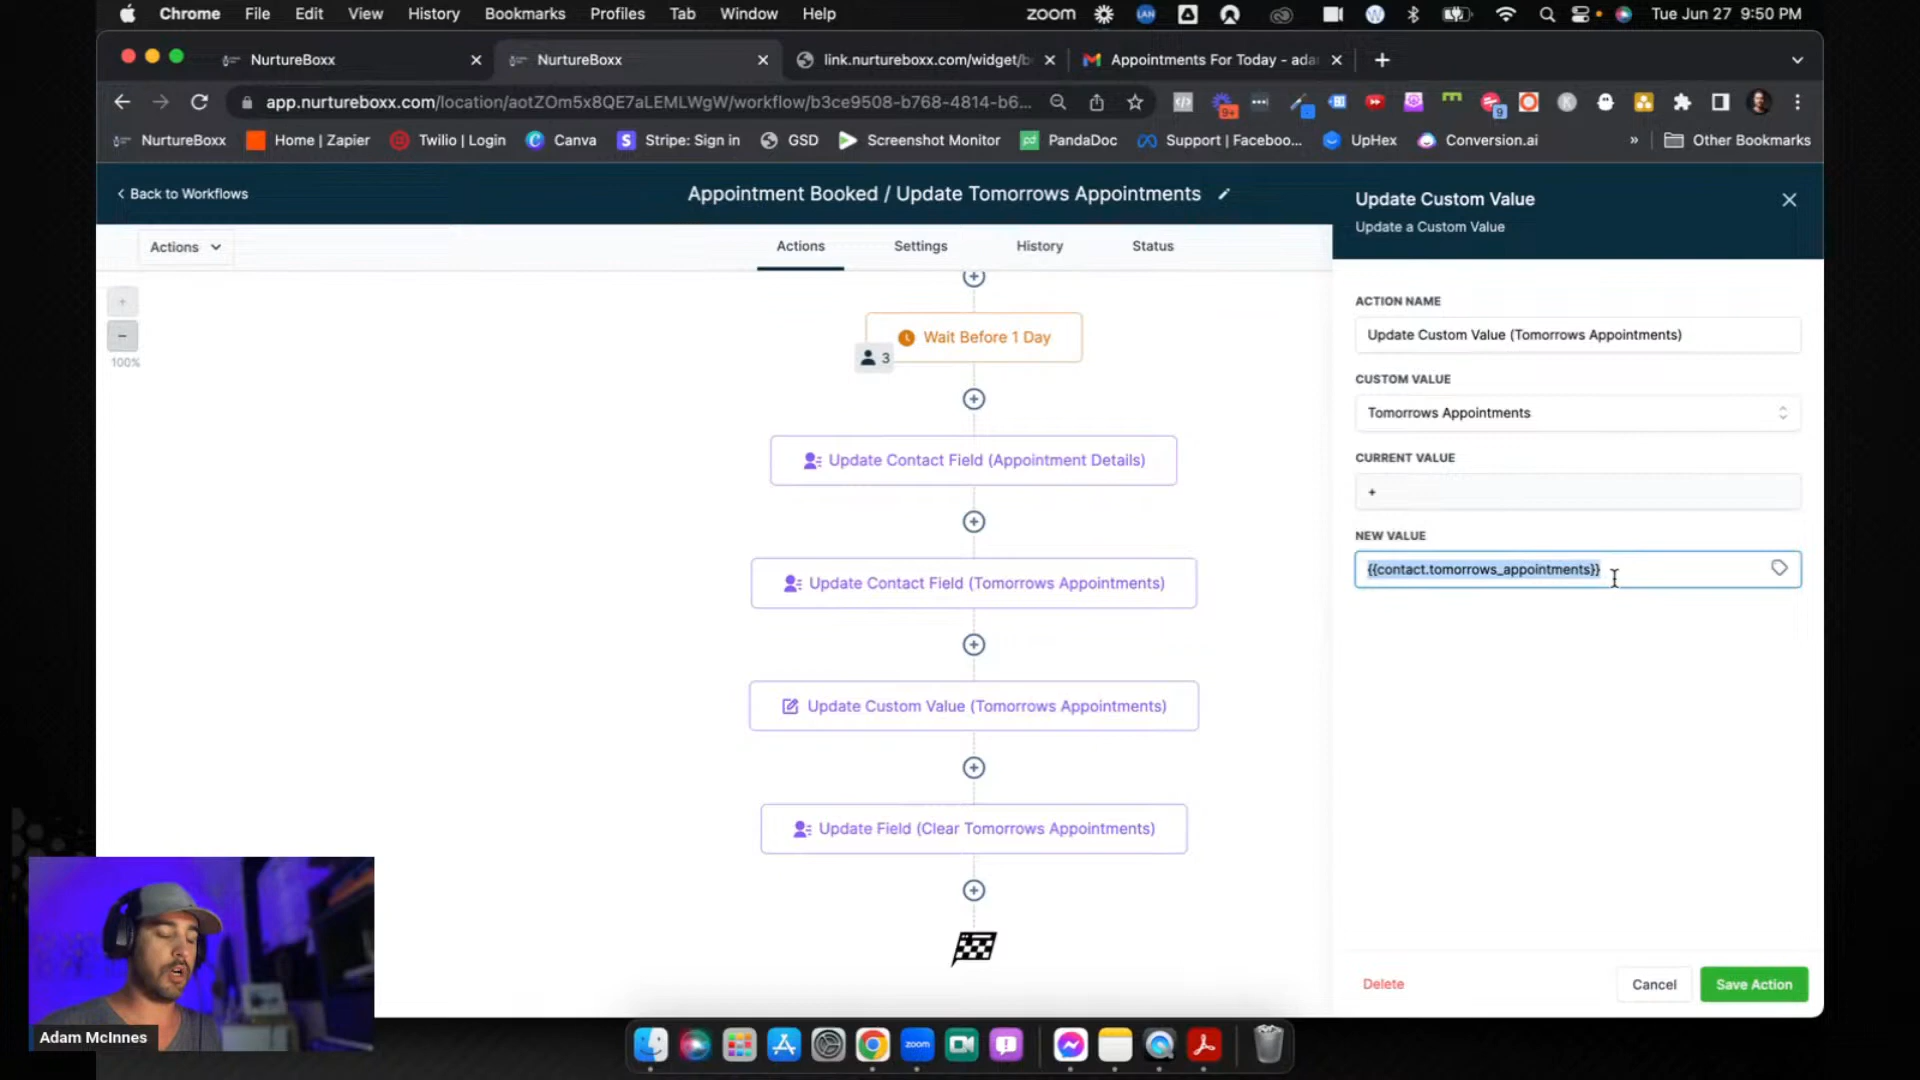 Chrome File Edit View History Bookmarks Profiles Tab Window Help zoom LAN Tue Jun 27 9:50 PM
NurtureBoxx NurtureBoxx link.nurtureboxx.com/widget/b Appointments For Today - ada
app.nurtureboxx.com/location/aotZOm5x8QE7aLEMLWgW/workflow/b3ce9508-b768-4814-b6... 9+ 9
NurtureBoxx Home | Zapier Twilio | Login Canva Stripe: Sign in GSD Screenshot Monitor PandaDoc Support | Faceboo... UpHex Conversion.ai » Other Bookmarks
Back to Workflows
Appointment Booked / Update Tomorrows Appointments
Actions
Actions Settings History Status
+
−
100%
Wait Before 1 Day
3
Update Contact Field (Appointment Details)
Update Contact Field (Tomorrows Appointments)
Update Custom Value (Tomorrows Appointments)
Update Field (Clear Tomorrows Appointments)
Update Custom Value
Update a Custom Value
ACTION NAME
Update Custom Value (Tomorrows Appointments)
CUSTOM VALUE
Tomorrows Appointments
CURRENT VALUE
+
NEW VALUE
{{contact.tomorrows_appointments}}
Delete Cancel Save Action
Adam McInnes
zoom